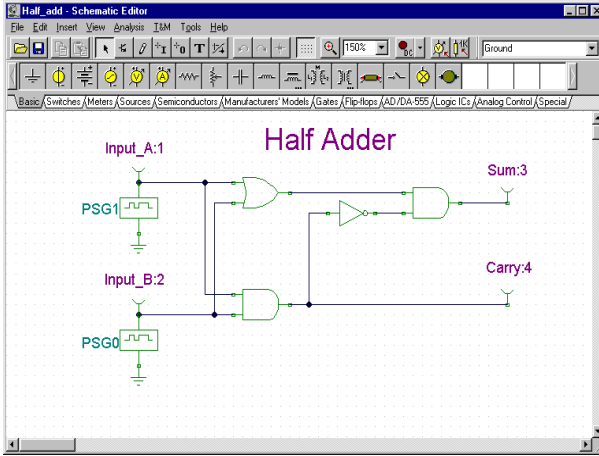 Half_add - Schematic Editor
File Edit Insert View Analysis T&M Tools Help
T 150% Ground
Basic Switches Meters Sources Semiconductors Manufacturers' Models Gates Flip-flops AD/DA-555 Logic ICs Analog Control Special
Half Adder
Input_A:1
Sum:3
PSG1
Input_B:2
Carry:4
PSG0